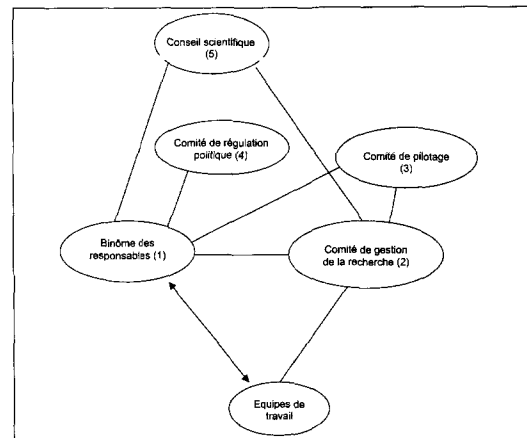 Conseil scientifique
(5)
Comité de régulation
politique (4)
Comité de pilotage
(3)
Binôme des
responsables (1)
Comité de gestion
de la recherche (2)
Equipes de
travail